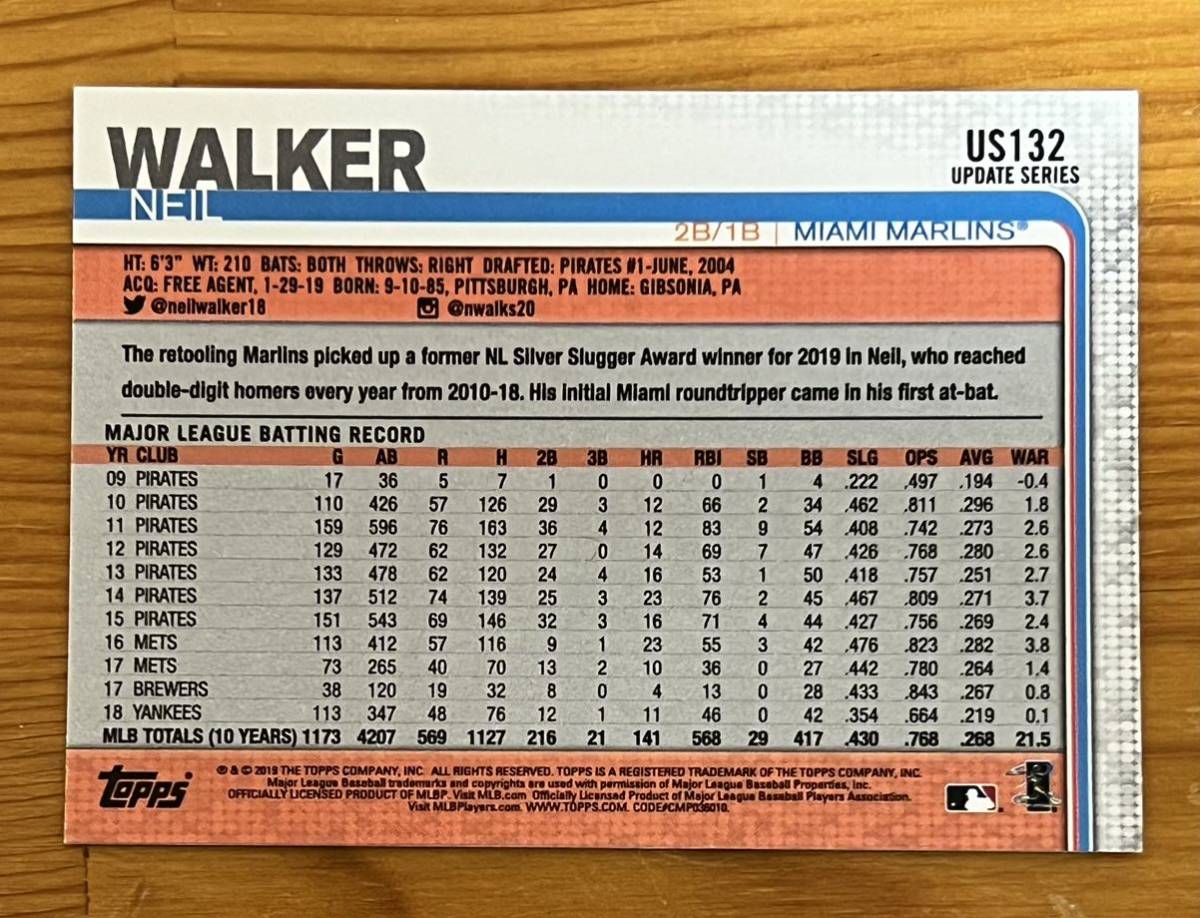 WALKER
NEIL
US132
UPDATE SERIES
2B/1B | MIAMI MARLINS®
HT: 6'3" WT: 210 BATS: BOTH THROWS: RIGHT DRAFTED: PIRATES #1-JUNE, 2004
ACQ: FREE AGENT, 1-29-19 BORN: 9-10-85, PITTSBURGH, PA HOME: GIBSONIA, PA
@neilwalker18 @nwalks20
The retooling Marlins picked up a former NL Silver Slugger Award winner for 2019 in Neil, who reached
double-digit homers every year from 2010-18. His initial Miami roundtripper came in his first at-bat.
MAJOR LEAGUE BATTING RECORD
YR CLUB G AB R H 2B 3B HR RBI SB BB SLG OPS AVG WAR
09 PIRATES 17 36 5 7 1 0 0 0 1 4 .222 .497 .194 -0.4
10 PIRATES 110 426 57 126 29 3 12 66 2 34 .462 .811 .296 1.8
11 PIRATES 159 596 76 163 36 4 12 83 9 54 .408 .742 .273 2.6
12 PIRATES 129 472 62 132 27 0 14 69 7 47 .426 .768 .280 2.6
13 PIRATES 133 478 62 120 24 4 16 53 1 50 .418 .757 .251 2.7
14 PIRATES 137 512 74 139 25 3 23 76 2 45 .467 .809 .271 3.7
15 PIRATES 151 543 69 146 32 3 16 71 4 44 .427 .756 .269 2.4
16 METS 113 412 57 116 9 1 23 55 3 42 .476 .823 .282 3.8
17 METS 73 265 40 70 13 2 10 36 0 27 .442 .780 .264 1.4
17 BREWERS 38 120 19 32 8 0 4 13 0 28 .433 .843 .267 0.8
18 YANKEES 113 347 48 76 12 1 11 46 0 42 .354 .664 .219 0.1
MLB TOTALS (10 YEARS) 1173 4207 569 1127 216 21 141 568 29 417 .430 .768 .268 21.5
Topps
® & © 2019 THE TOPPS COMPANY, INC. ALL RIGHTS RESERVED. TOPPS IS A REGISTERED TRADEMARK OF THE TOPPS COMPANY, INC.
Major League Baseball trademarks and copyrights are used with permission of Major League Baseball Properties, Inc.
OFFICIALLY LICENSED PRODUCT OF MLBP. Visit MLB.com Officially Licensed Product of Major League Baseball Players Association.
Visit MLBPlayers.com. WWW.TOPPS.COM. CODE#CMP036010.